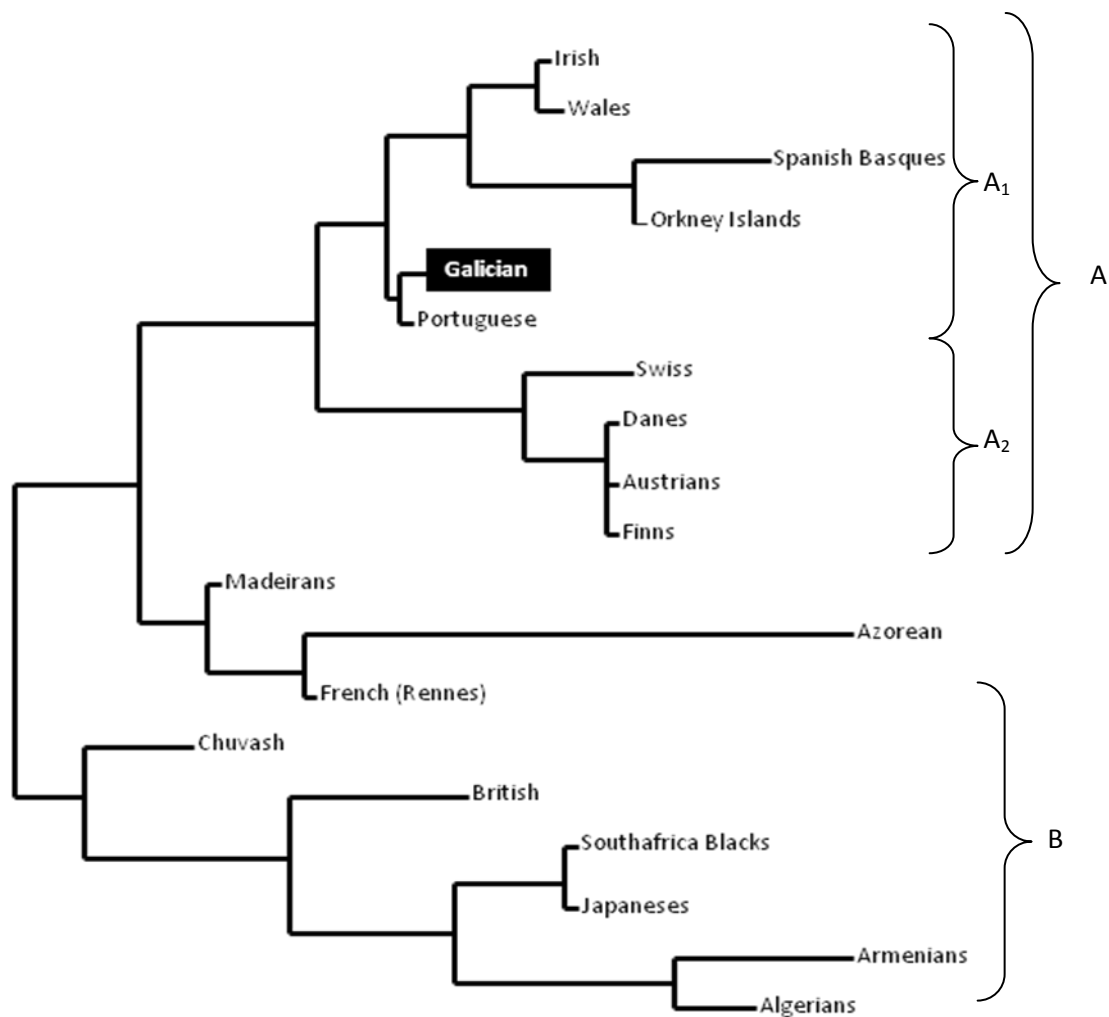 Irish
Wales
Spanish Basques
A₁
Orkney Islands
Galician
A
Portuguese
Swiss
Danes
A₂
Austrians
Finns
Madeirans
Azorean
French (Rennes)
Chuvash
British
Southafrica Blacks
B
Japaneses
Armenians
Algerians